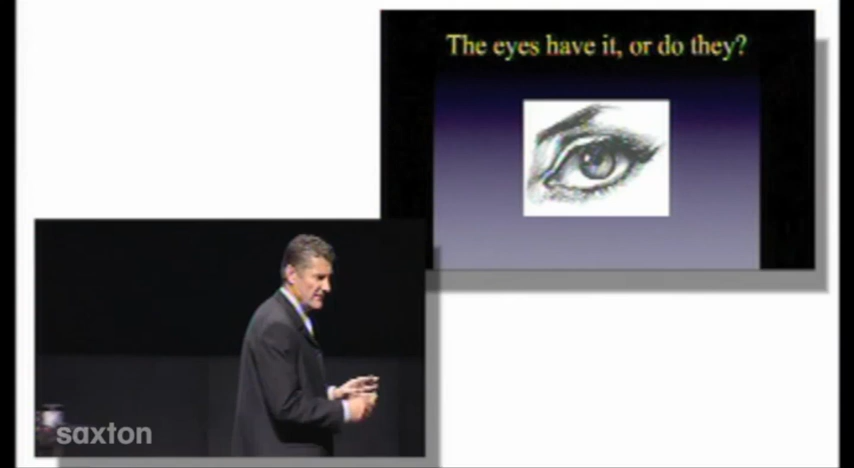 The eyes have it, or do they?
saxton